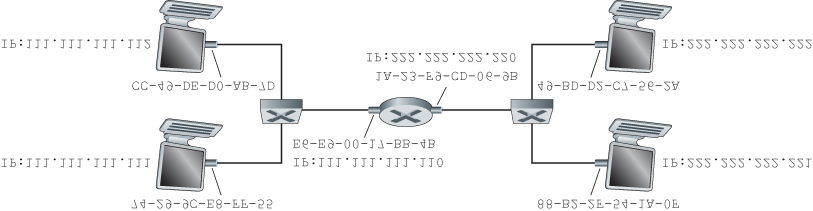 IP:111.111.111.112
IP:222.222.222.222
IP:222.222.222.220
1A-23-F9-CD-06-9B
CC-49-DE-D0-AB-7D
49-BD-D2-C7-56-2A
E6-E9-00-17-BB-4B
IP:111.111.111.110
IP:111.111.111.111
IP:222.222.222.221
74-29-9C-E8-FF-55
88-B2-2F-54-1A-0F